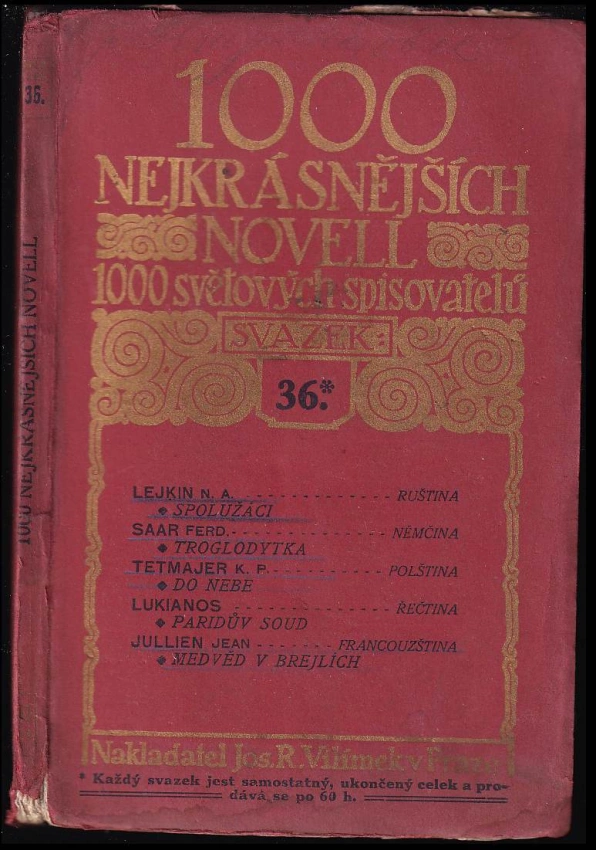 36.
1000 NEJKRÁSNĚJŠÍCH NOVELL
1000
NEJKRÁSNĚJŠÍCH
NOVELL
1000 světových spisovatelů
SVAZEK:
36.*
LEJKIN N. A. - - - - - - - - - - - - - RUŠTINA
◆ SPOLUŽÁCI
SAAR FERD. - - - - - - - - - - - - - NĚMČINA
◆ TROGLODYTKA
TETMAJER K. P. - - - - - - - - - - POLŠTINA
◆ DO NEBE
LUKIANOS - - - - - - - - - - - - - ŘEČTINA
◆ PARIDŮV SOUD
JULLIEN JEAN - - - - - - - FRANCOUZŠTINA
◆ MEDVĚD V BREJLÍCH
Nakladatel Jos. R. Vilímek v Praze
* Každý svazek jest samostatný, ukončený celek a pro-
dává se po 60 h.